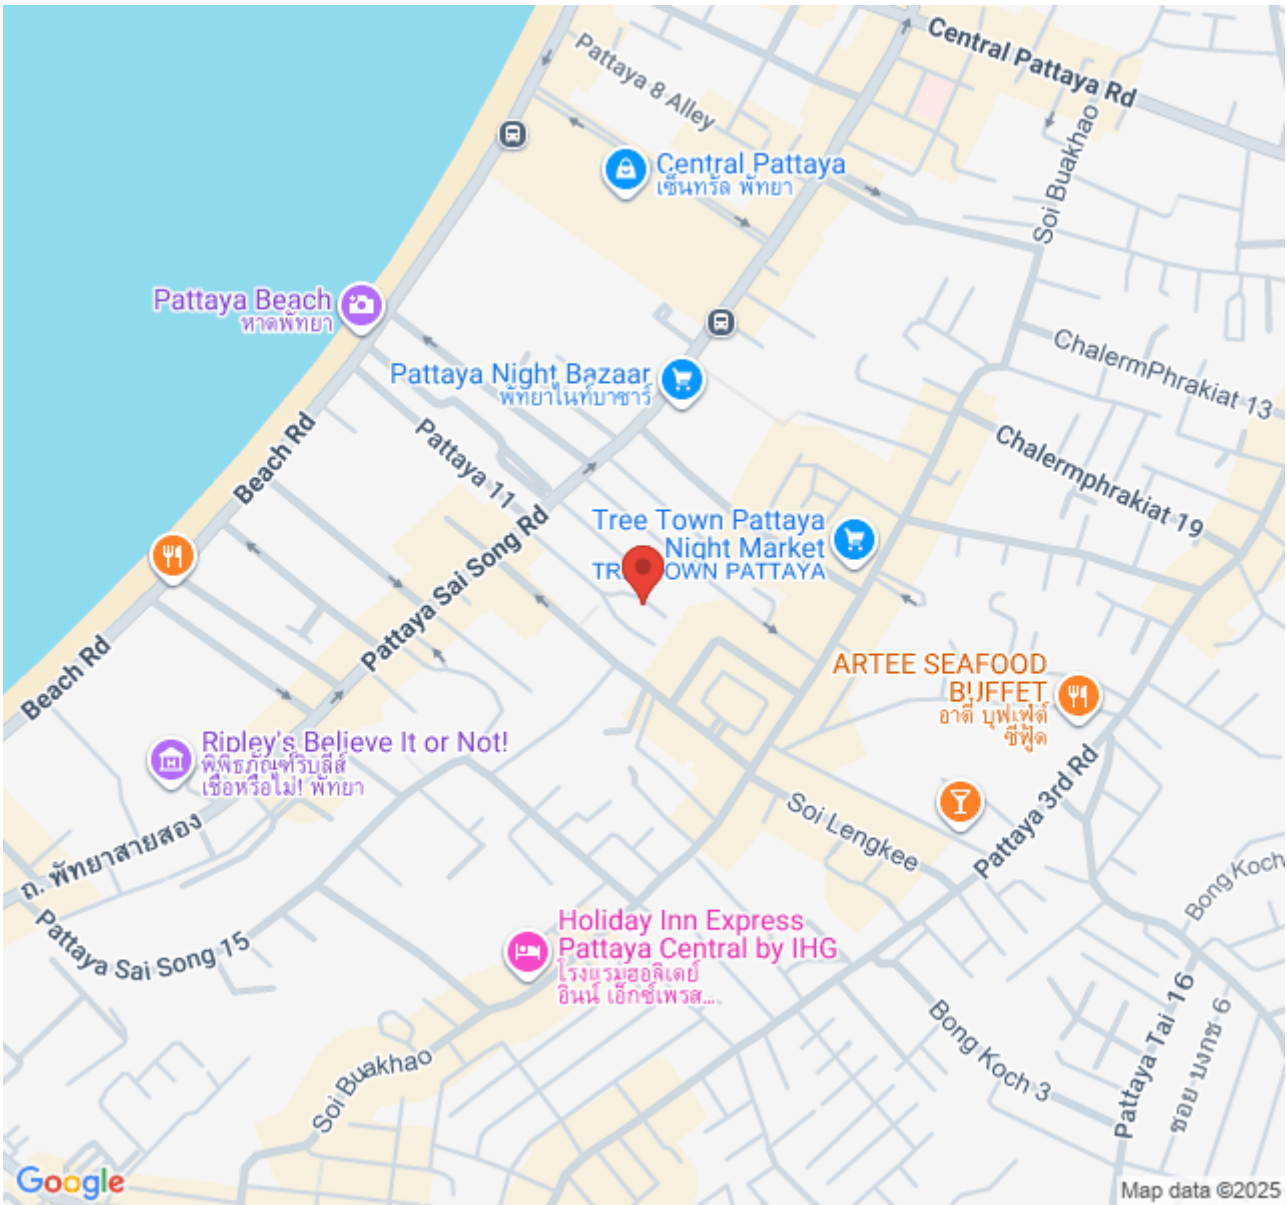 Central Pattaya Rd
Pattaya 8 Alley
Soi Buakhao
Central Pattaya
เซ็นทรัล พัทยา
Pattaya Beach
หาดพัทยา
ChalermPhrakiat 13
Pattaya Night Bazaar
พัทยาไนท์บาซาร์
Beach Rd
Pattaya 11
Chalermphrakiat 19
Pattaya Sai Song Rd
Tree Town Pattaya
Night Market
TREE TOWN PATTAYA
Beach Rd
ARTEE SEAFOOD
BUFFET
อาตี๋ บุฟเฟ่ต์
ซีฟู้ด
Ripley's Believe It or Not!
พิพิธภัณฑ์ริบลีส์
เชื่อหรือไม่! พัทยา
Soi Lengkee
Pattaya 3rd Rd
ถ. พัทยาสายสอง
Bong Koch
Pattaya Sai Song 15
Holiday Inn Express
Pattaya Central by IHG
โรงแรมฮอลิเดย์
อินน์ เอ็กซ์เพรส...
Bong Koch 3
Pattaya Tai 16
ซอย บงกช 6
Soi Buakhao
Google
Map data ©2025